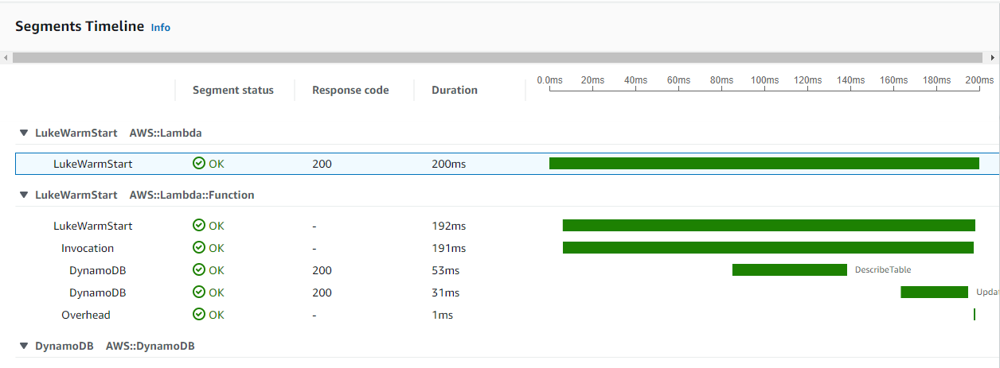 Segments Timeline Info
Segment status Response code Duration 0.0ms 20ms 40ms 60ms 80ms 100ms 120ms 140ms 160ms 180ms 200ms
LukeWarmStart AWS::Lambda
LukeWarmStart OK 200 200ms
LukeWarmStart AWS::Lambda::Function
LukeWarmStart OK - 192ms
Invocation OK - 191ms
DynamoDB OK 200 53ms DescribeTable
DynamoDB OK 200 31ms
Overhead OK - 1ms
DynamoDB AWS::DynamoDB